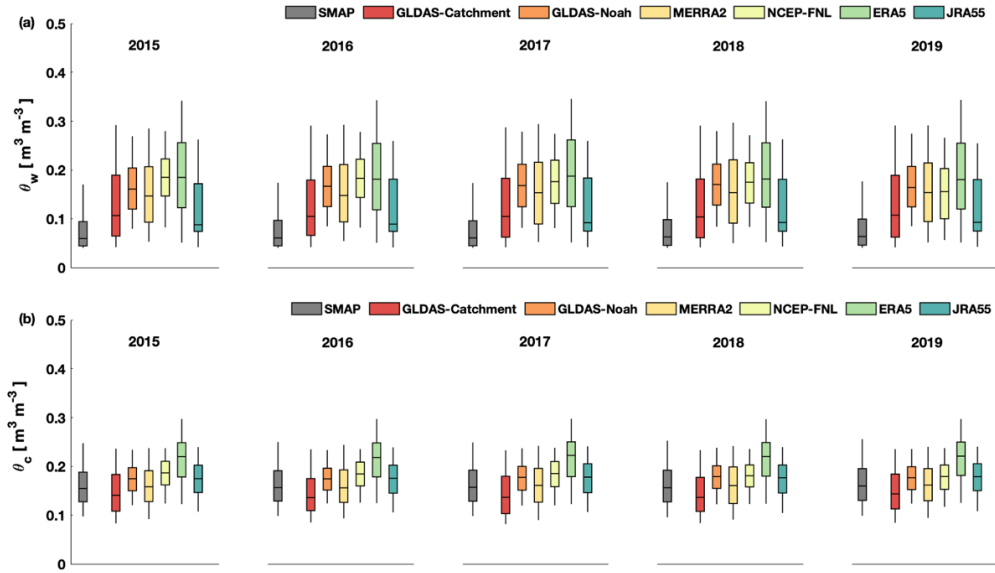 (a) SMAP GLDAS-Catchment GLDAS-Noah MERRA2 NCEP-FNL ERA5 JRA55
0.5
2015 2016 2017 2018 2019
0.4
0.3
0.2
0.1
0
θw [ m³ m⁻³ ]
(b) SMAP GLDAS-Catchment GLDAS-Noah MERRA2 NCEP-FNL ERA5 JRA55
0.5
2015 2016 2017 2018 2019
0.4
0.3
0.2
0.1
0
θc [ m³ m⁻³ ]